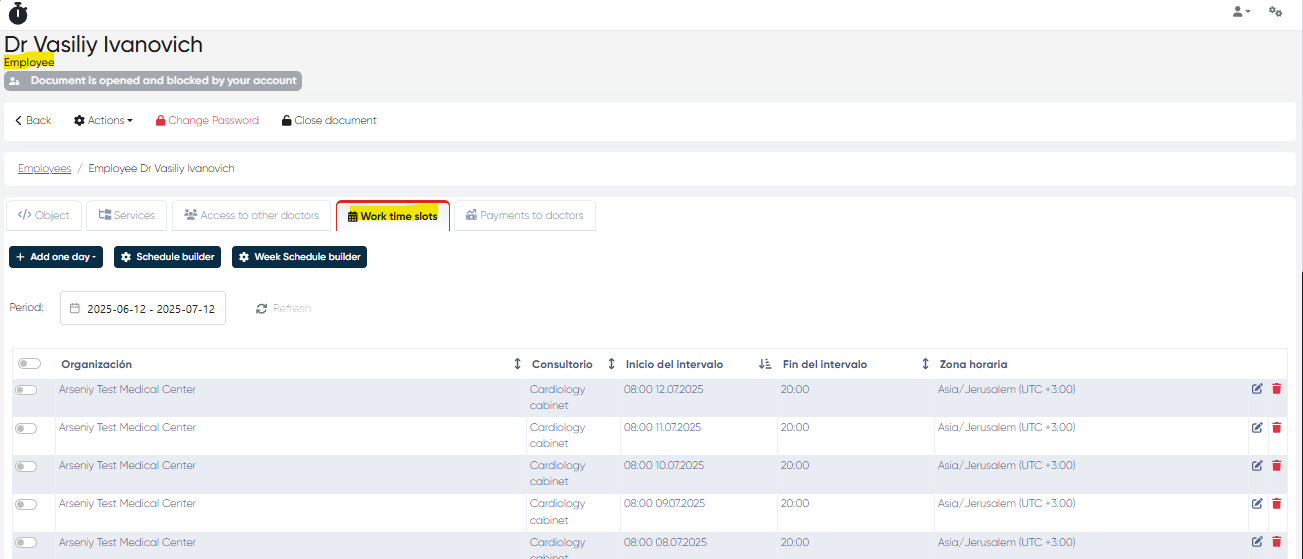 Dr Vasiliy Ivanovich
Employee
Document is opened and blocked by your account
Back Actions Change Password Close document
Employees / Employee Dr Vasiliy Ivanovich
</> Object Services Access to other doctors Work time slots Payments to doctors
+ Add one day - Schedule builder Week Schedule builder
Period: 2025-06-12 - 2025-07-12 Refresh
Organización Consultorio Inicio del intervalo Fin del intervalo Zona horaria
Arseniy Test Medical Center Cardiology 08:00 12.07.2025 20:00 Asia/Jerusalem (UTC +3:00)
cabinet
Arseniy Test Medical Center Cardiology 08:00 11.07.2025 20:00 Asia/Jerusalem (UTC +3:00)
cabinet
Arseniy Test Medical Center Cardiology 08:00 10.07.2025 20:00 Asia/Jerusalem (UTC +3:00)
cabinet
Arseniy Test Medical Center Cardiology 08:00 09.07.2025 20:00 Asia/Jerusalem (UTC +3:00)
cabinet
Arseniy Test Medical Center Cardiology 08:00 08.07.2025 20:00 Asia/Jerusalem (UTC +3:00)
cabinet